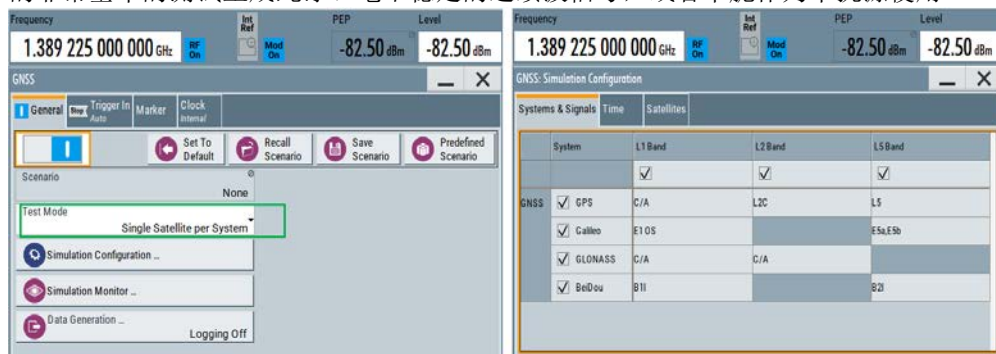 Frequency Int Ref PEP Level
1.389 225 000 000 GHz RF On Mod On -82.50 dBm -82.50 dBm
GNSS
General Stop Trigger In Auto Marker Clock Internal
Set To Default Recall Scenario Save Scenario Predefined Scenario
Scenario
None
Test Mode
Single Satellite per System
Simulation Configuration ...
Simulation Monitor ...
Data Generation ...
Logging Off
Frequency Int Ref PEP Level
1.389 225 000 000 GHz RF On Mod On -82.50 dBm -82.50 dBm
GNSS: Simulation Configuration
Systems & Signals Time Satellites
System L1 Band L2 Band L5 Band
GNSS GPS C/A L2C L5
Galileo E1 OS E5a,E5b
GLONASS C/A C/A
BeiDou B1I B2I